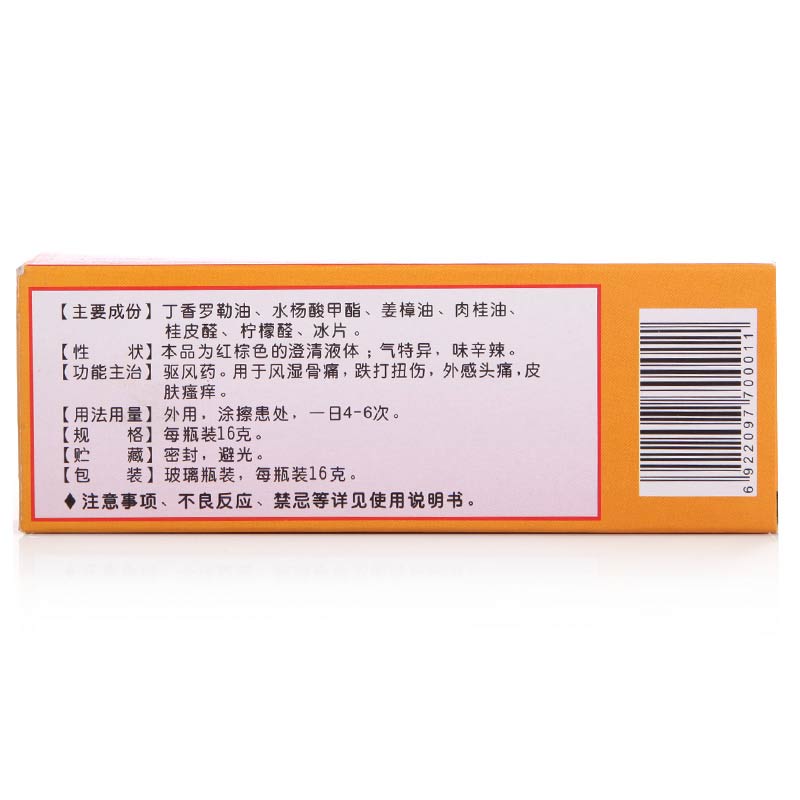 【主要成份】丁香罗勒油、水杨酸甲酯、姜樟油、肉桂油、
桂皮醛、柠檬醛、冰片。
【性　状】本品为红棕色的澄清液体；气特异，味辛辣。
【功能主治】驱风药。用于风湿骨痛，跌打扭伤，外感头痛，皮
肤瘙痒。
【用法用量】外用，涂擦患处，一日4-6次。
【规　格】每瓶装16克。
【贮　藏】密封，避光。
【包　装】玻璃瓶装，每瓶装16克。
♦注意事项、不良反应、禁忌等详见使用说明书。
6 922097 700011